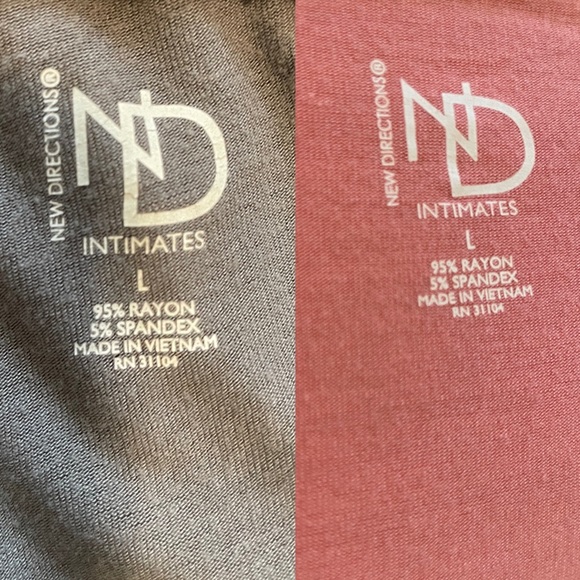 NEW DIRECTIONS®
ND
INTIMATES
L
95% RAYON
5% SPANDEX
MADE IN VIETNAM
RN 31104
NEW DIRECTIONS®
ND
INTIMATES
L
95% RAYON
5% SPANDEX
MADE IN VIETNAM
RN 31104